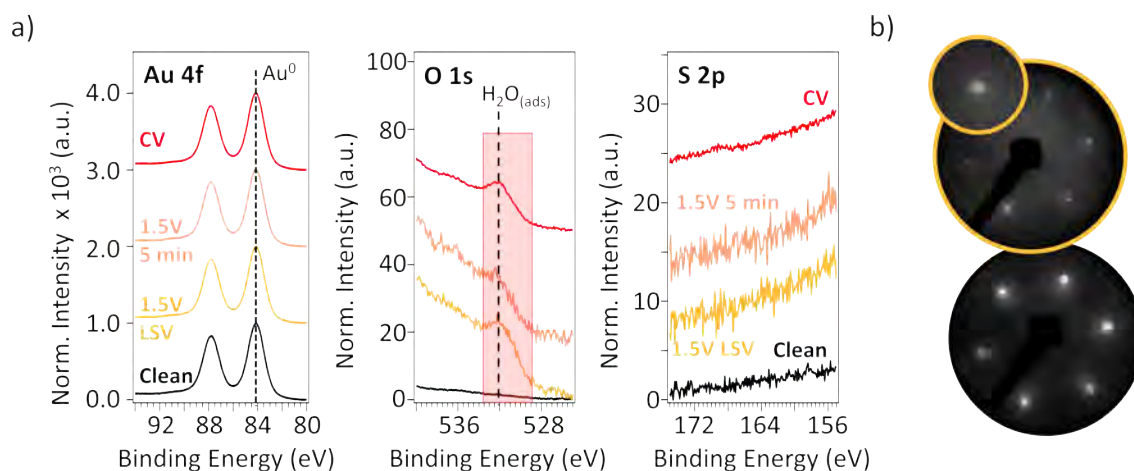 a)
b)
Norm. Intensity x 10³ (a.u.)
4.0
3.0
2.0
1.0
0.0
Au 4f
Au⁰
CV
1.5V
5 min
1.5V
LSV
Clean
92 88 84 80
Binding Energy (eV)
Norm. Intensity (a.u.)
100
80
60
40
20
0
O 1s
H₂O(ads)
536 528
Binding Energy (eV)
Norm. Intensity (a.u.)
30
20
10
0
S 2p
CV
1.5V 5 min
1.5V LSV
Clean
172 164 156
Binding Energy (eV)